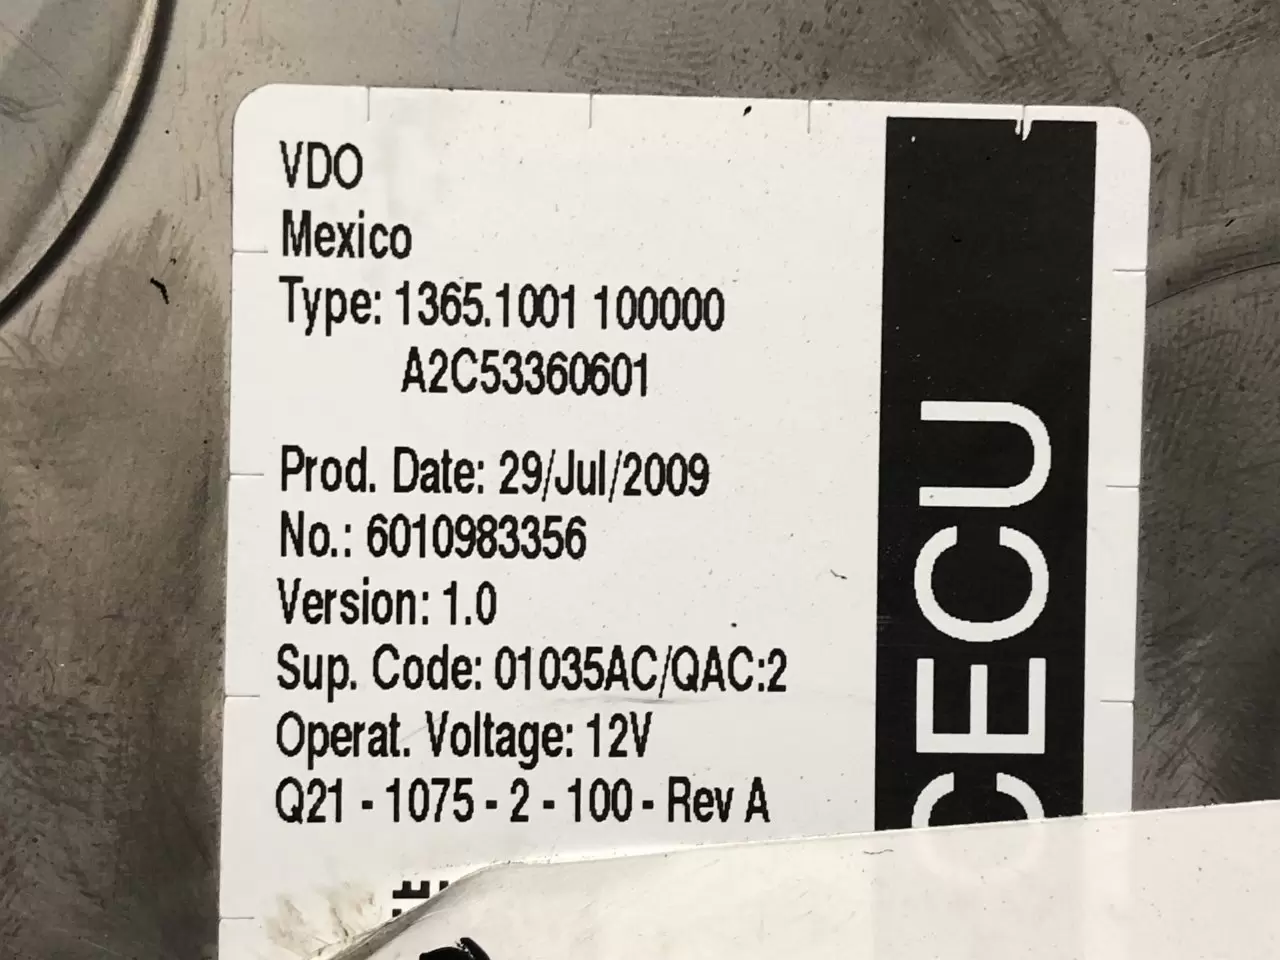 VDO
Mexico
Type: 1365.1001 100000
A2C53360601
Prod. Date: 29/Jul/2009
No.: 6010983356
Version: 1.0
Sup. Code: 01035AC/QAC:2
Operat. Voltage: 12V
Q21 - 1075 - 2 - 100 - Rev A
CECU